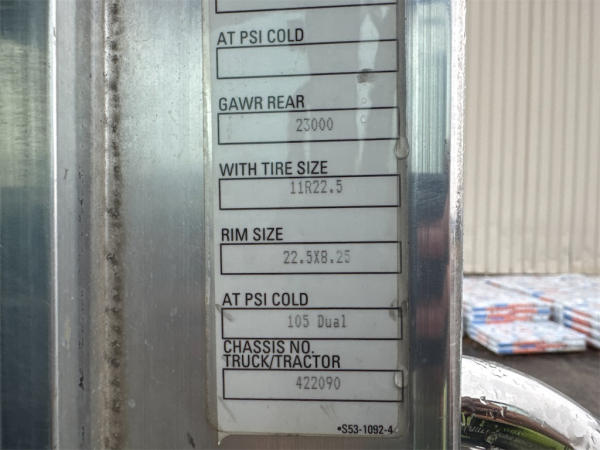 AT PSI COLD
GAWR REAR
23000
WITH TIRE SIZE
11R22.5
RIM SIZE
22.5X8.25
AT PSI COLD
105 Dual
CHASSIS NO.
TRUCK/TRACTOR
422090
•S53-1092-4